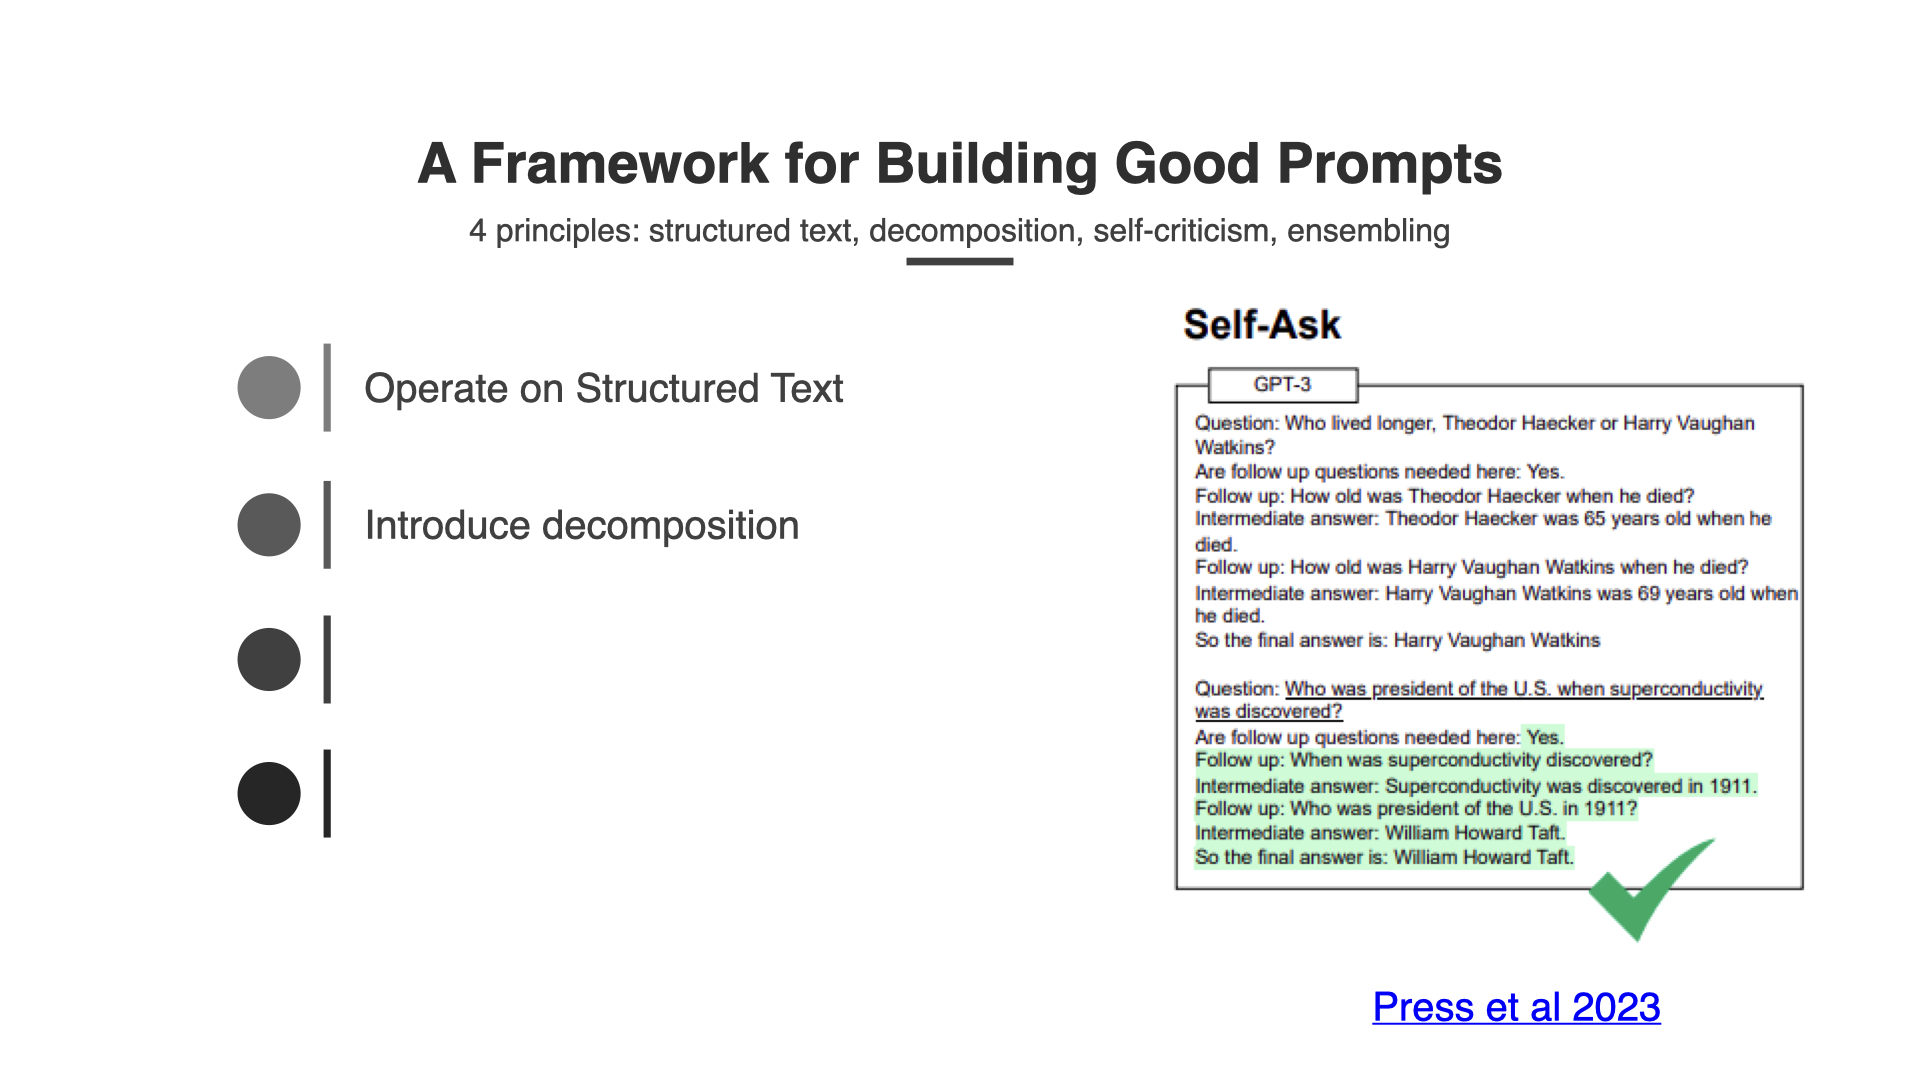 A Framework for Building Good Prompts
4 principles: structured text, decomposition, self-criticism, ensembling
Operate on Structured Text
Introduce decomposition
Self-Ask
GPT-3
Question: Who lived longer, Theodor Haecker or Harry Vaughan
Watkins?
Are follow up questions needed here: Yes.
Follow up: How old was Theodor Haecker when he died?
Intermediate answer: Theodor Haecker was 65 years old when he
died.
Follow up: How old was Harry Vaughan Watkins when he died?
Intermediate answer: Harry Vaughan Watkins was 69 years old when
he died.
So the final answer is: Harry Vaughan Watkins
Question: Who was president of the U.S. when superconductivity
was discovered?
Are follow up questions needed here: Yes.
Follow up: When was superconductivity discovered?
Intermediate answer: Superconductivity was discovered in 1911.
Follow up: Who was president of the U.S. in 1911?
Intermediate answer: William Howard Taft.
So the final answer is: William Howard Taft.
Press et al 2023